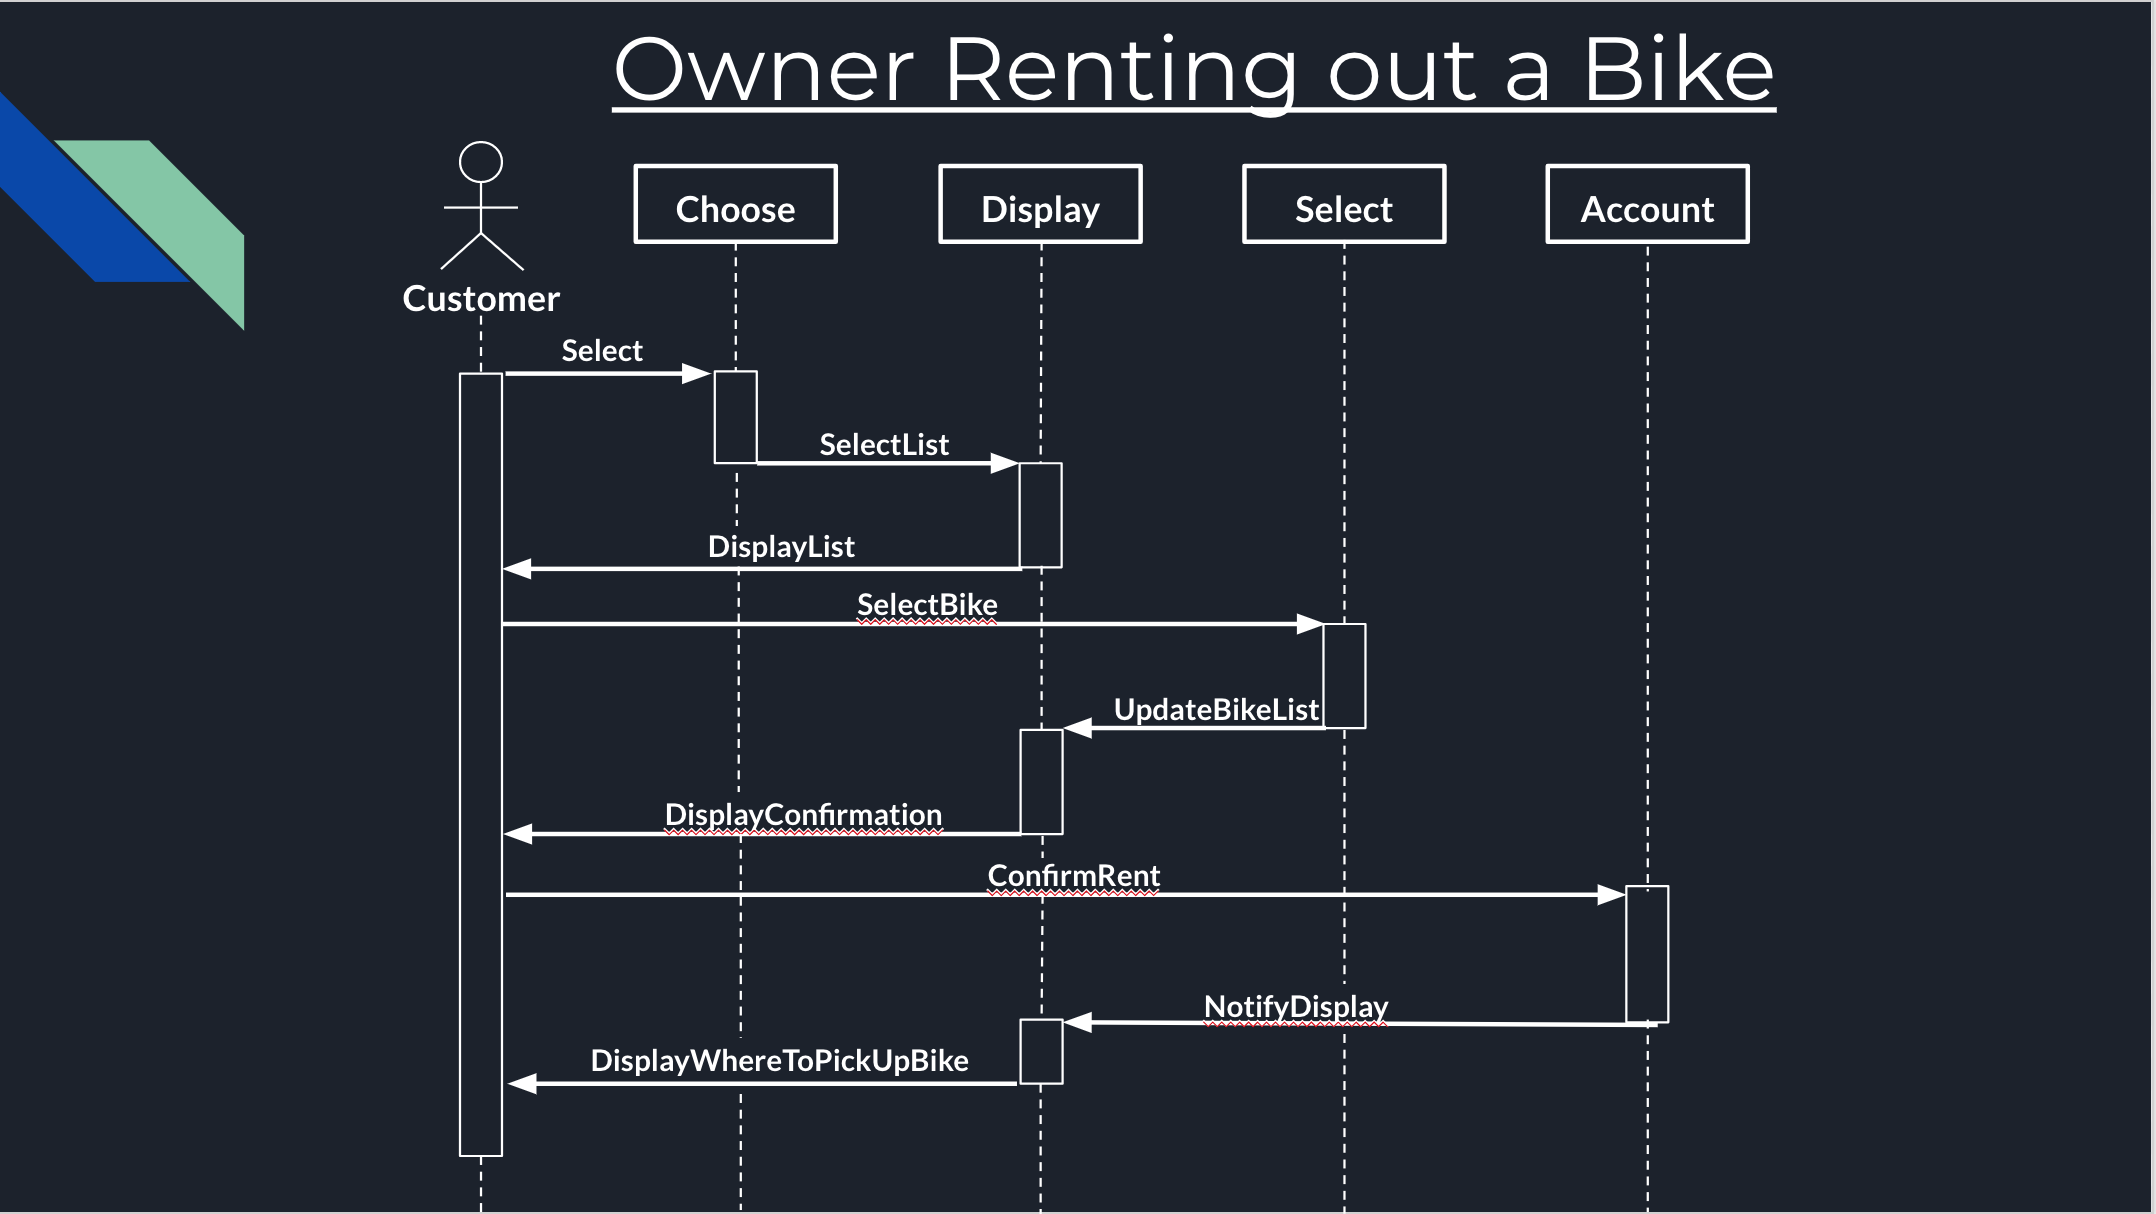 Owner Renting out a Bike
Choose
Display
Select
Account
Customer
Select
SelectList
DisplayList
SelectBike
UpdateBikeList
DisplayConfirmation
ConfirmRent
NotifyDisplay
DisplayWhereToPickUpBike